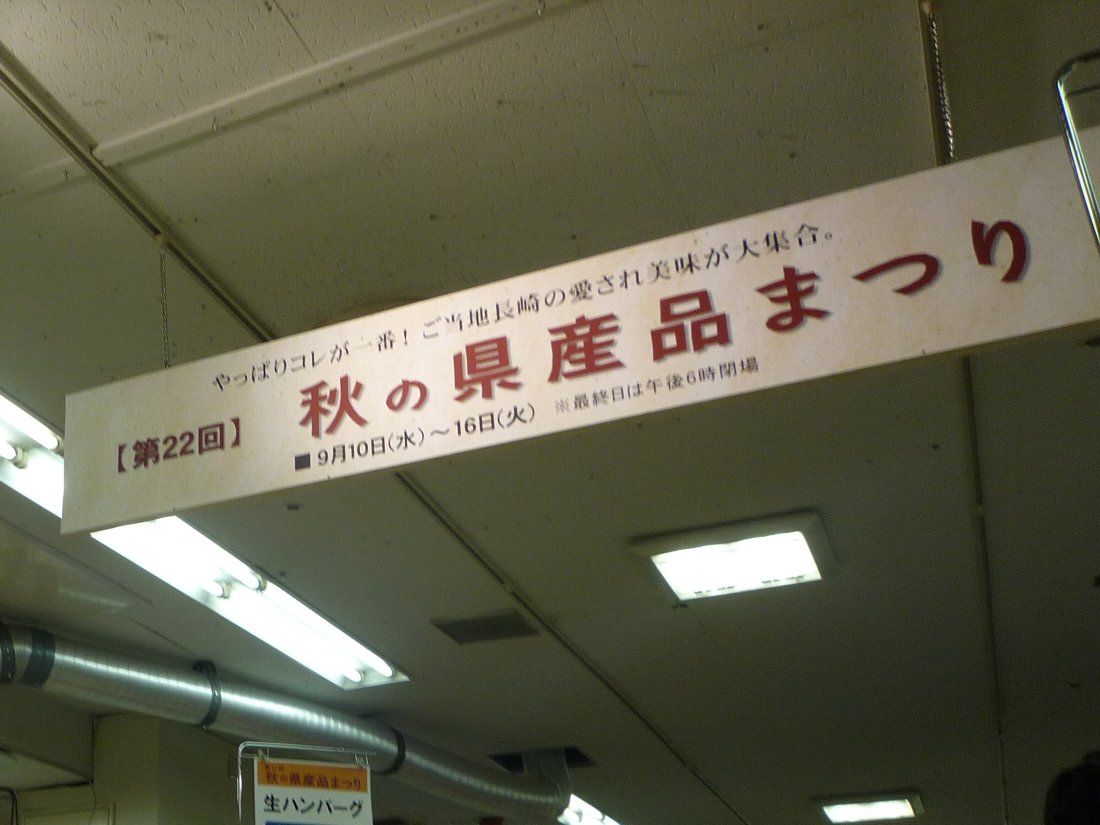 やっぱりコレが一番！ご当地長崎の愛され美味が大集合。
【第22回】 秋の県産品まつり
■9月10日(水)～16日(火) ※最終日は午後6時閉場
秋の県産品まつり
生ハンバーグ